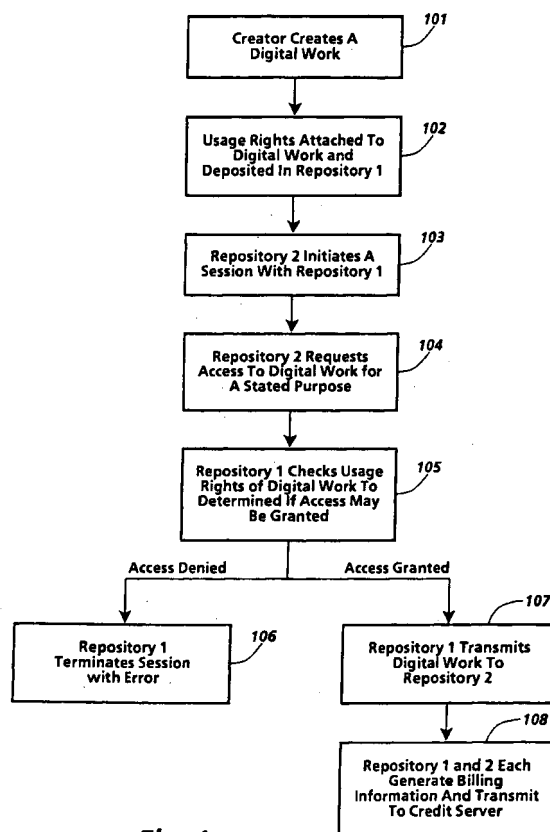 101
Creator Creates A
Digital Work
102
Usage Rights Attached To
Digital Work and
Deposited In Repository 1
103
Repository 2 Initiates A
Session With Repository 1
104
Repository 2 Requests
Access To Digital Work for
A Stated Purpose
105
Repository 1 Checks Usage
Rights of Digital Work To
Determined If Access May
Be Granted
Access Denied
Access Granted
106
Repository 1
Terminates Session
with Error
107
Repository 1 Transmits
Digital Work To
Repository 2
108
Repository 1 and 2 Each
Generate Billing
Information And Transmit
To Credit Server